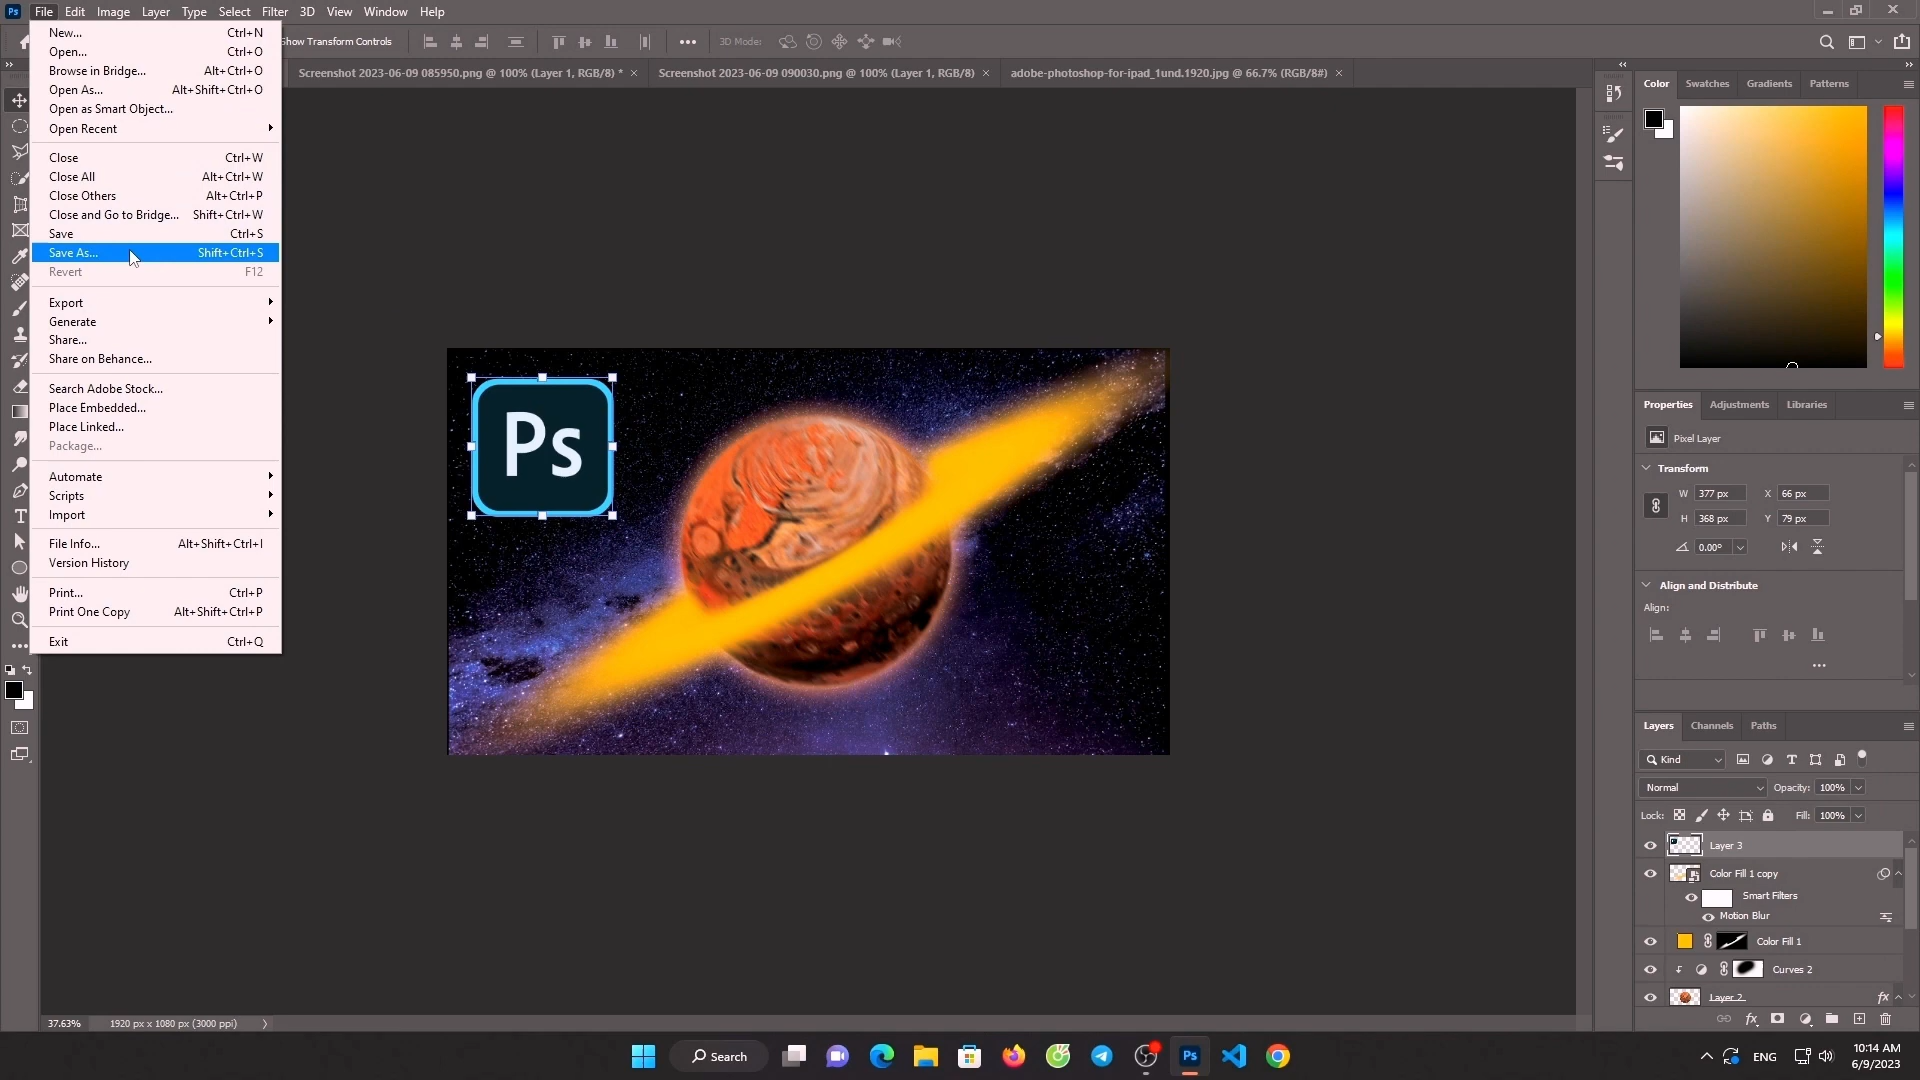 Ps File Edit Image Layer Type Select Filter 3D View Window Help
Show Transform Controls 3D Mode:
Screenshot 2023-06-09 085950.png @ 100% (Layer 1, RGB/8) * × Screenshot 2023-06-09 090030.png @ 100% (Layer 1, RGB/8) × adobe-photoshop-for-ipad_1und.1920.jpg @ 66.7% (RGB/8#) ×
New... Ctrl+N
Open... Ctrl+O
Browse in Bridge... Alt+Ctrl+O
Open As... Alt+Shift+Ctrl+O
Open as Smart Object...
Open Recent
Close Ctrl+W
Close All Alt+Ctrl+W
Close Others Alt+Ctrl+P
Close and Go to Bridge... Shift+Ctrl+W
Save Ctrl+S
Save As... Shift+Ctrl+S
Revert F12
Export
Generate
Share...
Share on Behance...
Search Adobe Stock...
Place Embedded...
Place Linked...
Package...
Automate
Scripts
Import
File Info... Alt+Shift+Ctrl+I
Version History
Print... Ctrl+P
Print One Copy Alt+Shift+Ctrl+P
Exit Ctrl+Q
Ps
Color Swatches Gradients Patterns
Properties Adjustments Libraries
Pixel Layer
Transform
W 377 px X 66 px
H 368 px Y 79 px
0.00°
Align and Distribute
Align:
Layers Channels Paths
Kind
Normal Opacity: 100%
Lock: Fill: 100%
Layer 3
Color Fill 1 copy
Smart Filters
Motion Blur
Color Fill 1
Curves 2
Layer 2 fx
fx
37.63% 1920 px x 1080 px (3000 ppi)
Search Ps ENG 10:14 AM
6/9/2023